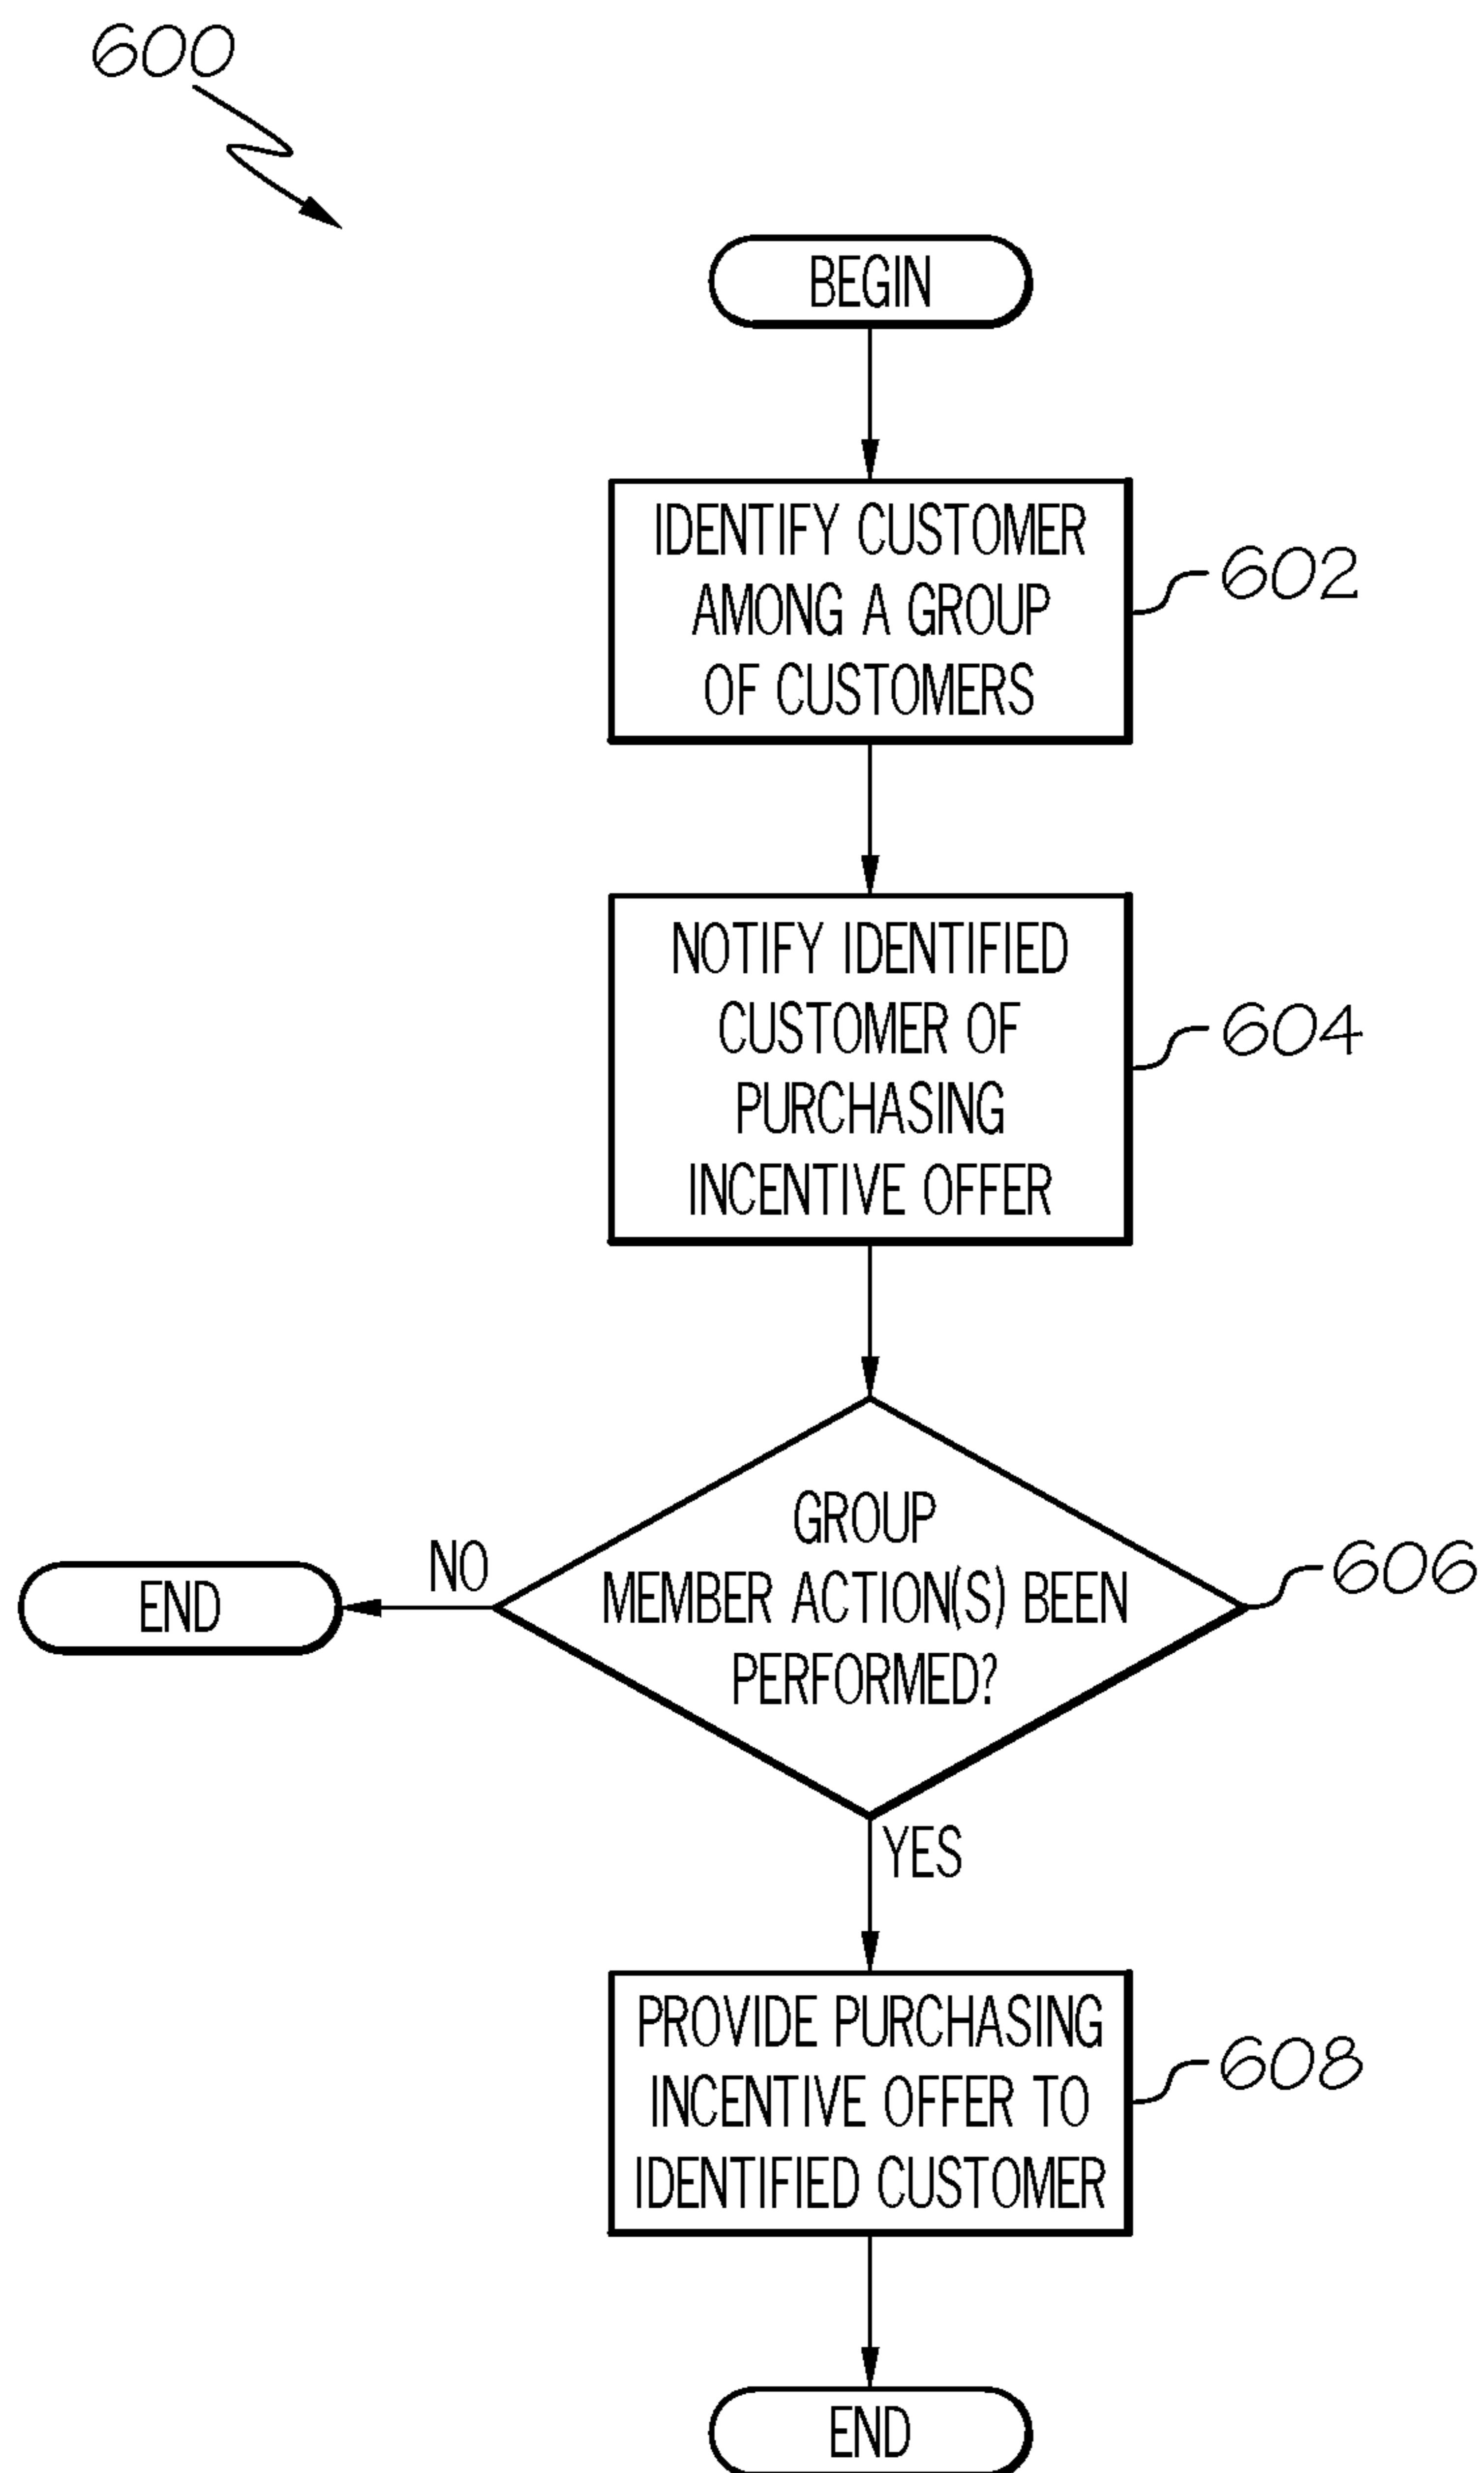 600
BEGIN
IDENTIFY CUSTOMER
AMONG A GROUP
OF CUSTOMERS
602
NOTIFY IDENTIFIED
CUSTOMER OF
PURCHASING
INCENTIVE OFFER
604
GROUP
MEMBER ACTION(S) BEEN
PERFORMED?
606
NO
END
YES
PROVIDE PURCHASING
INCENTIVE OFFER TO
IDENTIFIED CUSTOMER
608
END